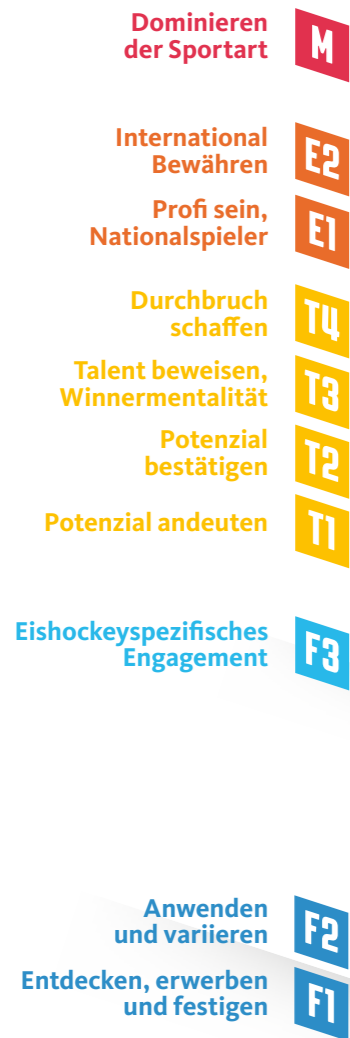 Dominieren
der Sportart
M
International
Bewähren
E2
Profi sein,
Nationalspieler
E1
Durchbruch
schaffen
T4
Talent beweisen,
Winnermentalität
T3
Potenzial
bestätigen
T2
Potenzial andeuten
T1
Eishockeyspezifisches
Engagement
F3
Anwenden
und variieren
F2
Entdecken, erwerben
und festigen
F1